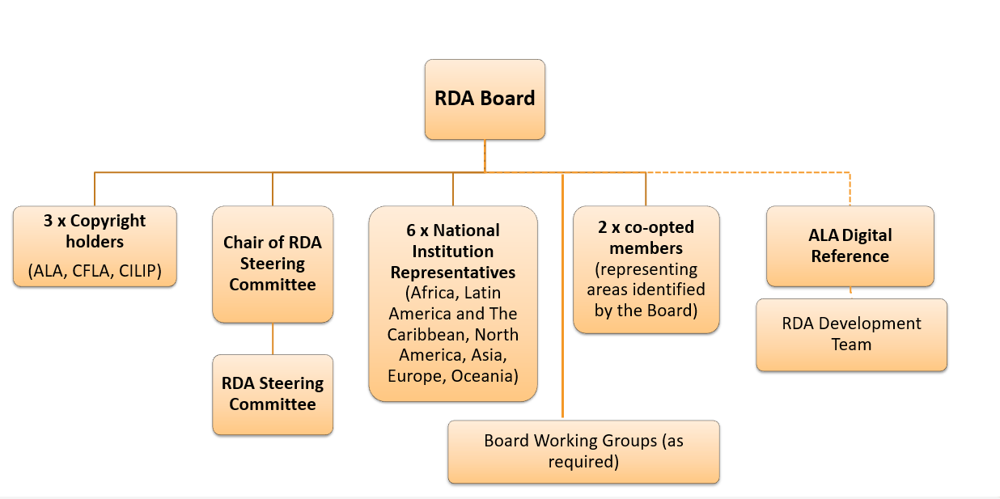 RDA Board
3 x Copyright
holders
(ALA, CFLA, CILIP)
Chair of RDA
Steering
Committee
RDA Steering
Committee
6 x National
Institution
Representatives
(Africa, Latin
America and The
Caribbean, North
America, Asia,
Europe, Oceania)
2 x co-opted
members
(representing
areas identified
by the Board)
ALA Digital
Reference
RDA Development
Team
Board Working Groups (as
required)